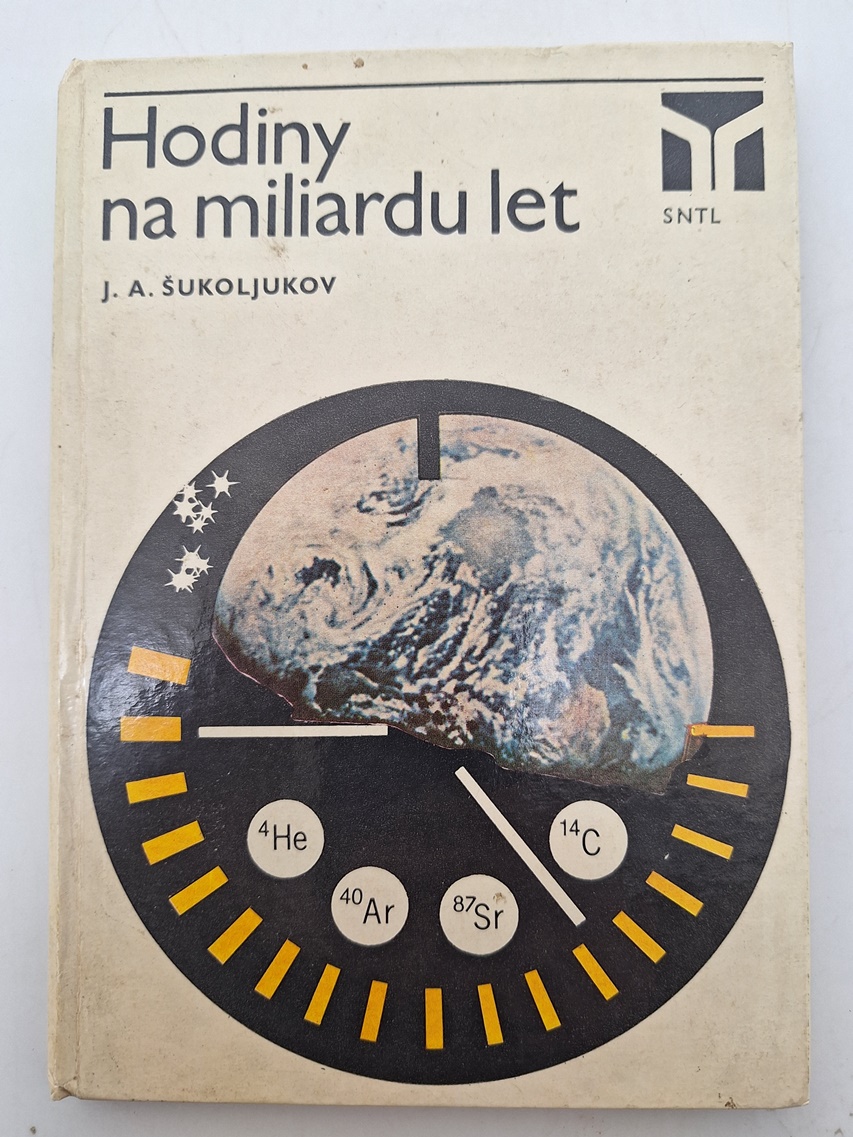 Hodiny
na miliardu let
SNTL
J. A. ŠUKOLJUKOV
⁴He
¹⁴C
⁴⁰Ar
⁸⁷Sr